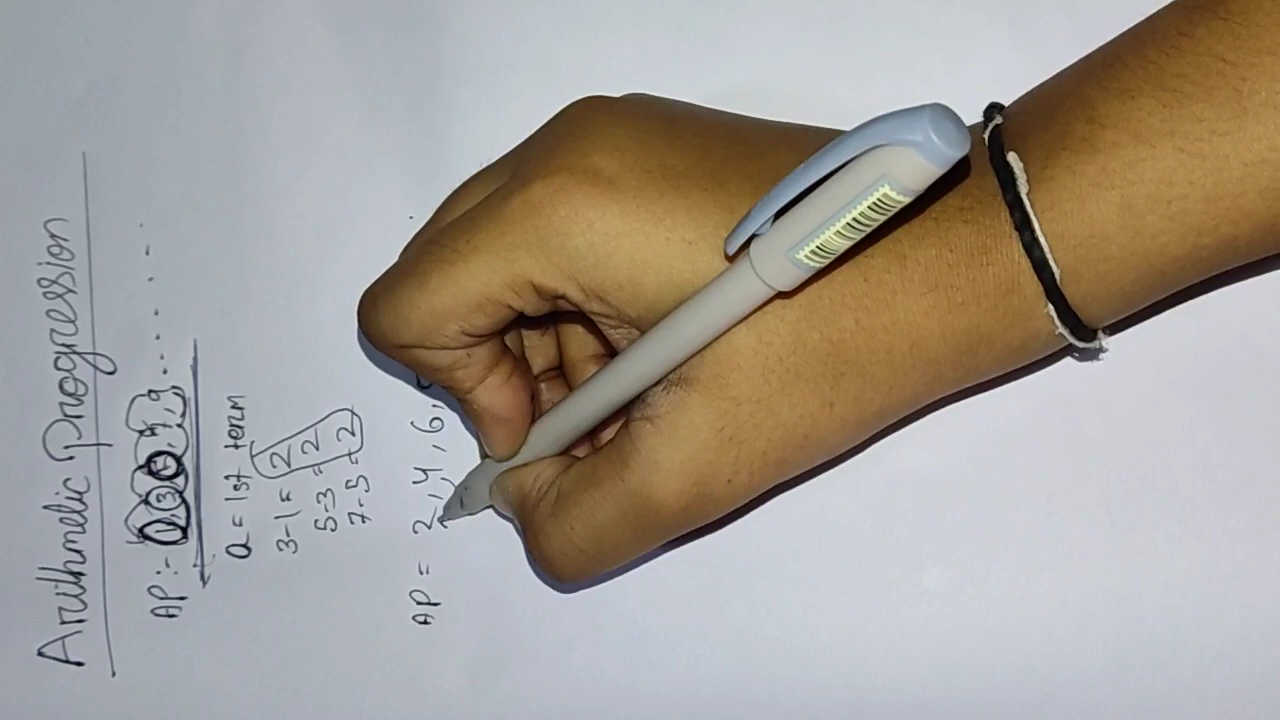 Arithmetic Progression
AP:- 1, 3, 5, 7, 9, .......
a = 1st term
3-1 = 2
5-3 = 2
7-5 = 2
AP = 2, 4, 6,